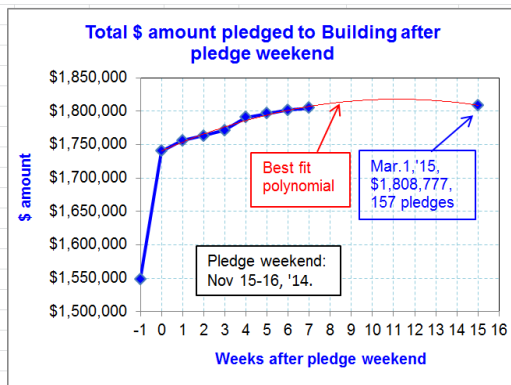 Total $ amount pledged to Building after
pledge weekend
$1,850,000
$1,800,000
$1,750,000
$1,700,000
$1,650,000
$1,600,000
$1,550,000
$1,500,000
$ amount
Best fit
polynomial
Mar.1,'15,
$1,808,777,
157 pledges
Pledge weekend:
Nov 15-16, '14.
-1 0 1 2 3 4 5 6 7 8 9 10 11 12 13 14 15 16
Weeks after pledge weekend